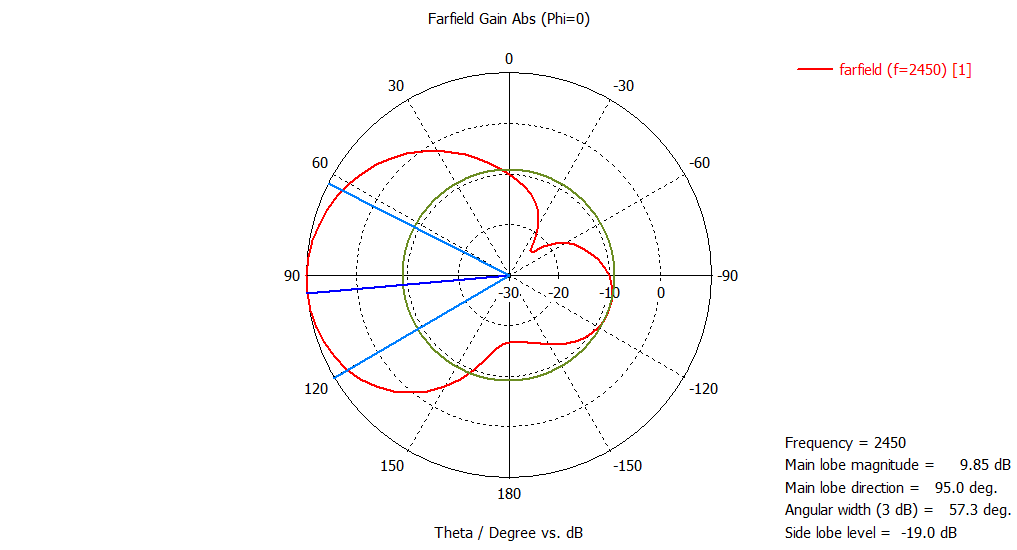 Farfield Gain Abs (Phi=0)
farfield (f=2450) [1]
0
30
-30
60
-60
90
-30
-20
-10
0
-90
120
-120
150
-150
180
Theta / Degree vs. dB
Frequency = 2450
Main lobe magnitude = 9.85 dB
Main lobe direction = 95.0 deg.
Angular width (3 dB) = 57.3 deg.
Side lobe level = -19.0 dB